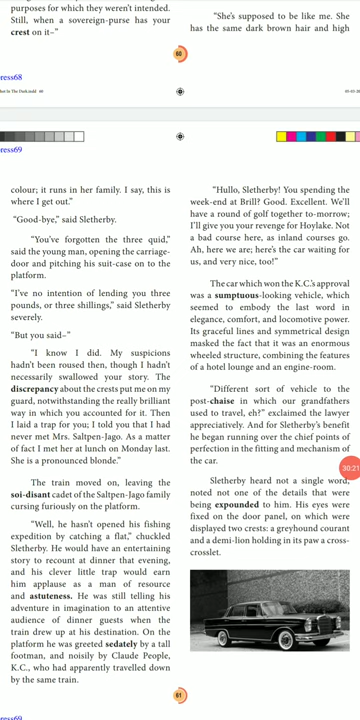 purposes for which they weren't intended.
Still, when a sovereign-purse has your
crest on it–"
"She's supposed to be like me. She
has the same dark brown hair and high
60
ress68
ress69
colour; it runs in her family. I say, this is
where I get out."
"Good-bye," said Sletherby.
"You've forgotten the three quid,"
said the young man, opening the carriage-
door and pitching his suit-case on to the
platform.
"I've no intention of lending you three
pounds, or three shillings," said Sletherby
severely.
"But you said–"
"I know I did. My suspicions
hadn't been roused then, though I hadn't
necessarily swallowed your story. The
discrepancy about the crests put me on my
guard, notwithstanding the really brilliant
way in which you accounted for it. Then
I laid a trap for you; I told you that I had
never met Mrs. Saltpen-Jago. As a matter
of fact I met her at lunch on Monday last.
She is a pronounced blonde."
The train moved on, leaving the
soi-disant cadet of the Saltpen-Jago family
cursing furiously on the platform.
"Well, he hasn't opened his fishing
expedition by catching a flat," chuckled
Sletherby. He would have an entertaining
story to recount at dinner that evening,
and his clever little trap would earn
him applause as a man of resource
and astuteness. He was still telling his
adventure in imagination to an attentive
audience of dinner guests when the
train drew up at his destination. On the
platform he was greeted sedately by a tall
footman, and noisily by Claude People,
K.C., who had apparently travelled down
by the same train.
"Hullo, Sletherby! You spending the
week-end at Brill? Good. Excellent. We'll
have a round of golf together to-morrow;
I'll give you your revenge for Hoylake. Not
a bad course here, as inland courses go.
Ah, here we are; here's the car waiting for
us, and very nice, too!"
The car which won the K.C.'s approval
was a sumptuous-looking vehicle, which
seemed to embody the last word in
elegance, comfort, and locomotive power.
Its graceful lines and symmetrical design
masked the fact that it was an enormous
wheeled structure, combining the features
of a hotel lounge and an engine-room.
"Different sort of vehicle to the
post-chaise in which our grandfathers
used to travel, eh?" exclaimed the lawyer
appreciatively. And for Sletherby's benefit
he began running over the chief points of
perfection in the fitting and mechanism of
the car.
30:21
Sletherby heard not a single word,
noted not one of the details that were
being expounded to him. His eyes were
fixed on the door panel, on which were
displayed two crests: a greyhound courant
and a demi-lion holding in its paw a cross-
crosslet.
61
ress69